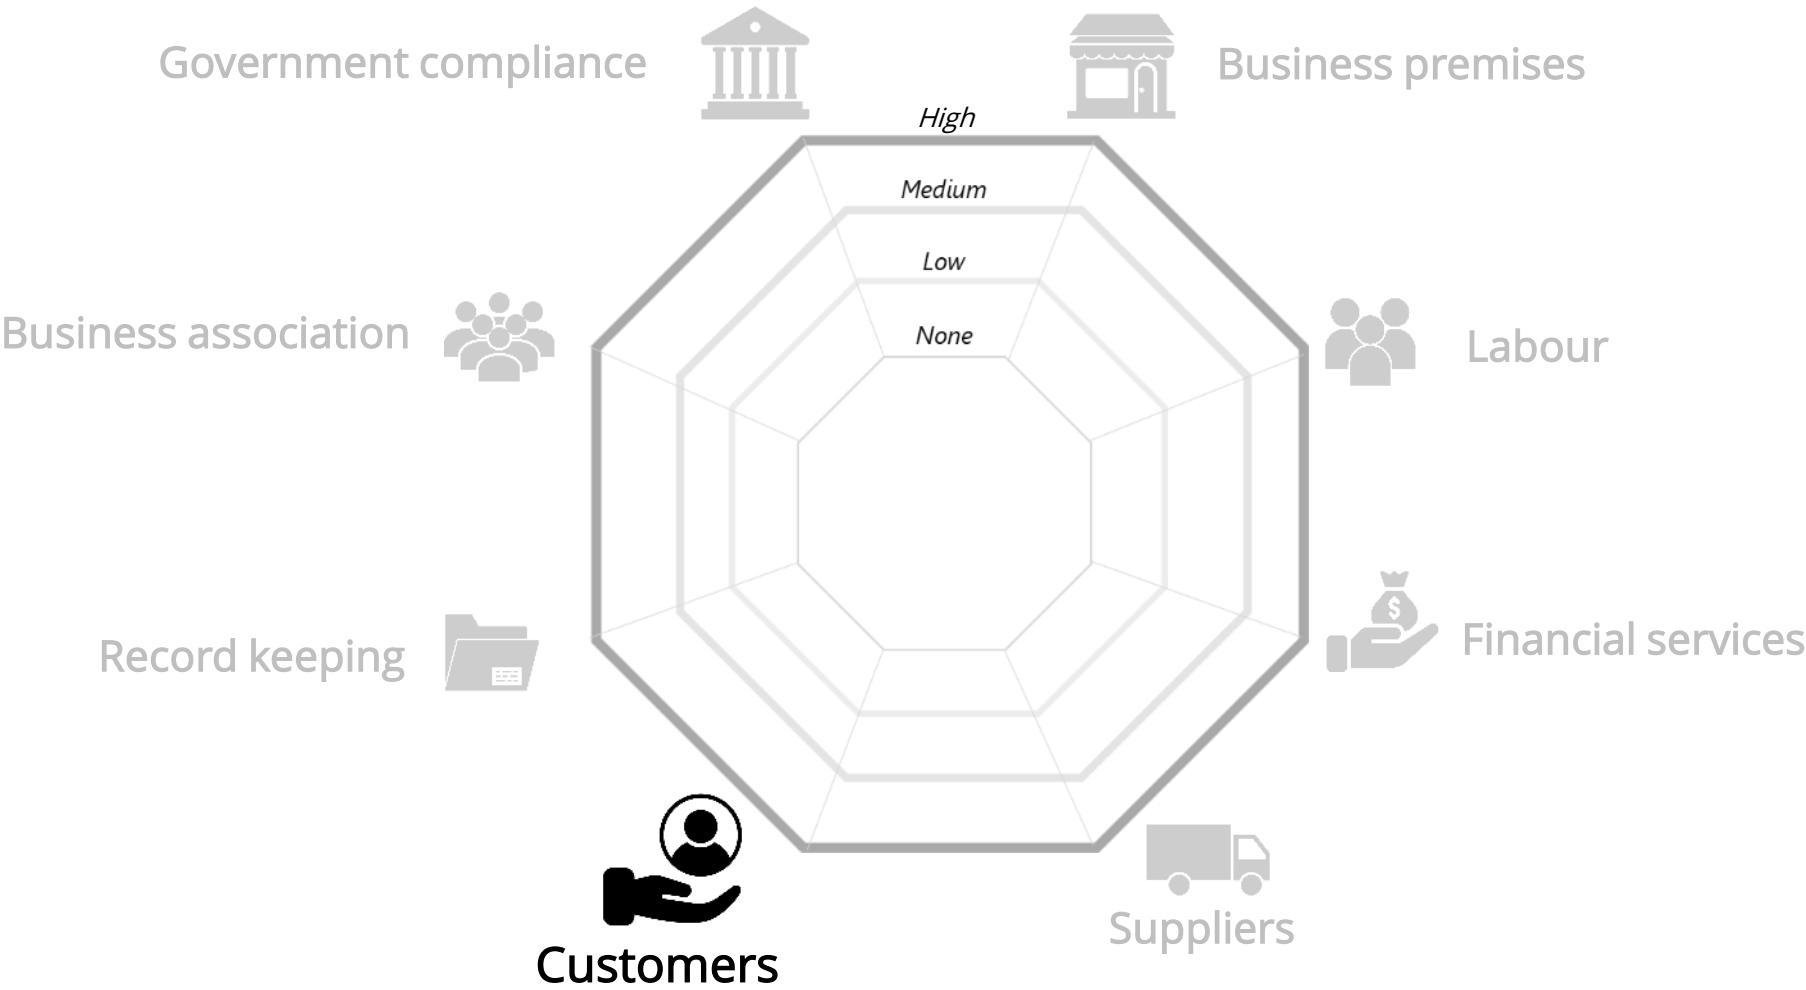 Government compliance
Business premises
High
Medium
Low
None
Business association
Labour
Record keeping
$
Financial services
Customers
Suppliers